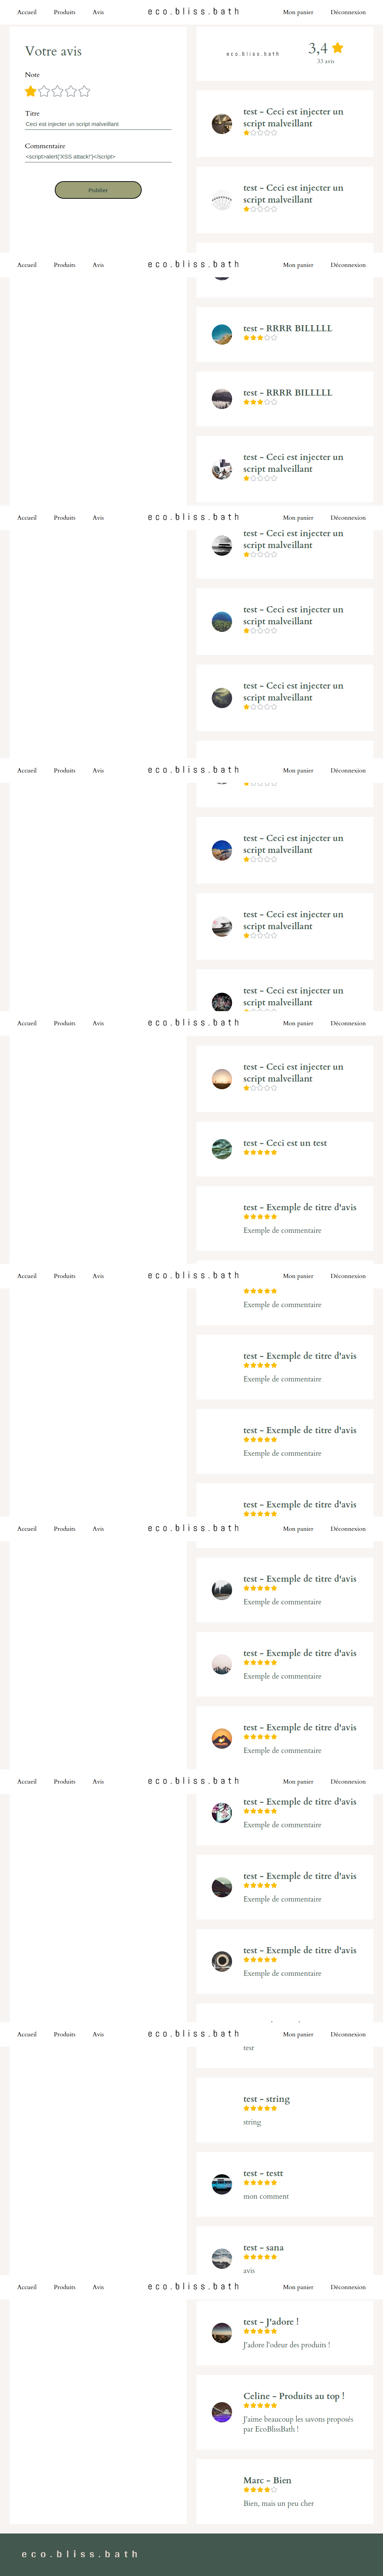 Accueil Produits Avis eco.bliss.bath Mon panier Déconnexion
Votre avis
Note
Titre
Ceci est injecter un script malveillant
Commentaire
<script>alert('XSS attack!')</script>
Publier
eco.bliss.bath
3,4
33 avis
test - Ceci est injecter un
script malveillant
test - Ceci est injecter un
script malveillant
Accueil Produits Avis eco.bliss.bath Mon panier Déconnexion
test - RRRR BILLLLL
test - RRRR BILLLLL
test - Ceci est injecter un
script malveillant
Accueil Produits Avis eco.bliss.bath Mon panier Déconnexion
test - Ceci est injecter un
script malveillant
test - Ceci est injecter un
script malveillant
test - Ceci est injecter un
script malveillant
Accueil Produits Avis eco.bliss.bath Mon panier Déconnexion
test - Ceci est injecter un
script malveillant
test - Ceci est injecter un
script malveillant
test - Ceci est injecter un
script malveillant
Accueil Produits Avis eco.bliss.bath Mon panier Déconnexion
test - Ceci est injecter un
script malveillant
test - Ceci est un test
test - Exemple de titre d'avis
Exemple de commentaire
Accueil Produits Avis eco.bliss.bath Mon panier Déconnexion
Exemple de commentaire
test - Exemple de titre d'avis
Exemple de commentaire
test - Exemple de titre d'avis
Exemple de commentaire
test - Exemple de titre d'avis
Accueil Produits Avis eco.bliss.bath Mon panier Déconnexion
test - Exemple de titre d'avis
Exemple de commentaire
test - Exemple de titre d'avis
Exemple de commentaire
test - Exemple de titre d'avis
Exemple de commentaire
Accueil Produits Avis eco.bliss.bath Mon panier Déconnexion
test - Exemple de titre d'avis
Exemple de commentaire
test - Exemple de titre d'avis
Exemple de commentaire
test - Exemple de titre d'avis
Exemple de commentaire
Accueil Produits Avis eco.bliss.bath Mon panier Déconnexion
test
test - string
string
test - testt
mon comment
test - sana
avis
Accueil Produits Avis eco.bliss.bath Mon panier Déconnexion
test - J'adore !
J'adore l'odeur des produits !
Celine - Produits au top !
J'aime beaucoup les savons proposés
par EcoBlissBath !
Marc - Bien
Bien, mais un peu cher
eco.bliss.bath